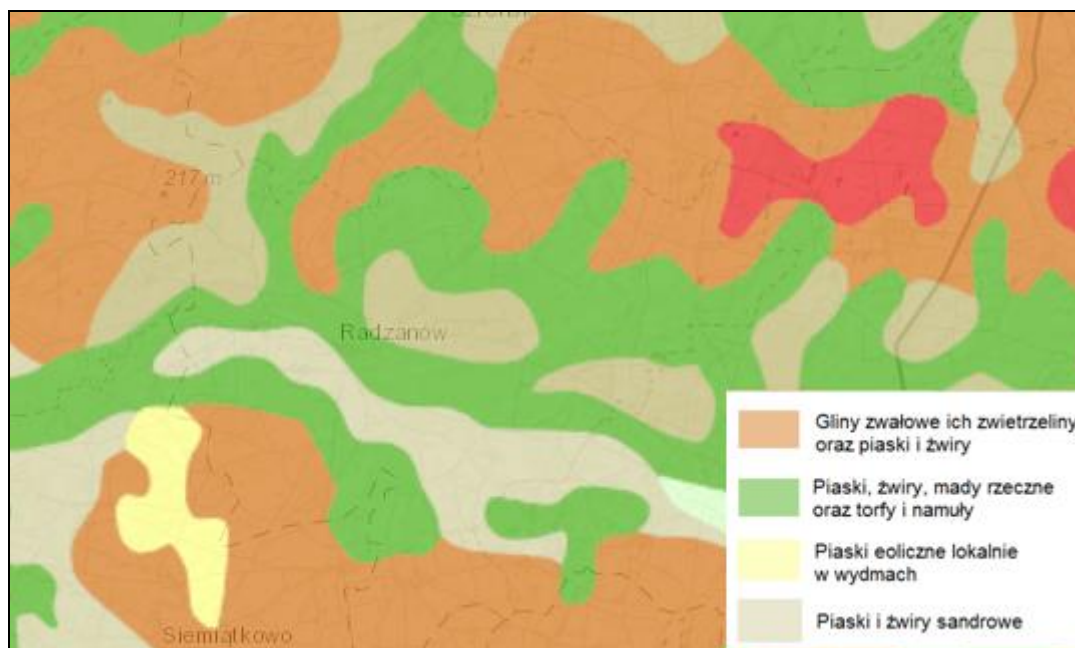 217 m
Radzanów
Siemiątkowo
Gliny zwałowe ich zwietrzeliny
oraz piaski i żwiry
Piaski, żwiry, mady rzeczne
oraz torfy i namuły
Piaski eoliczne lokalnie
w wydmach
Piaski i żwiry sandrowe